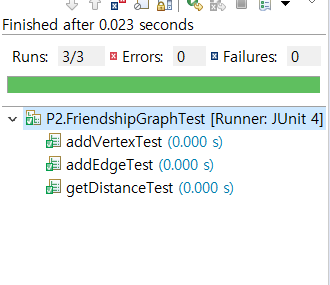 Finished after 0.023 seconds
Runs: 3/3 Errors: 0 Failures: 0
P2.FriendshipGraphTest [Runner: JUnit 4]
addVertexTest (0.000 s)
addEdgeTest (0.000 s)
getDistanceTest (0.000 s)